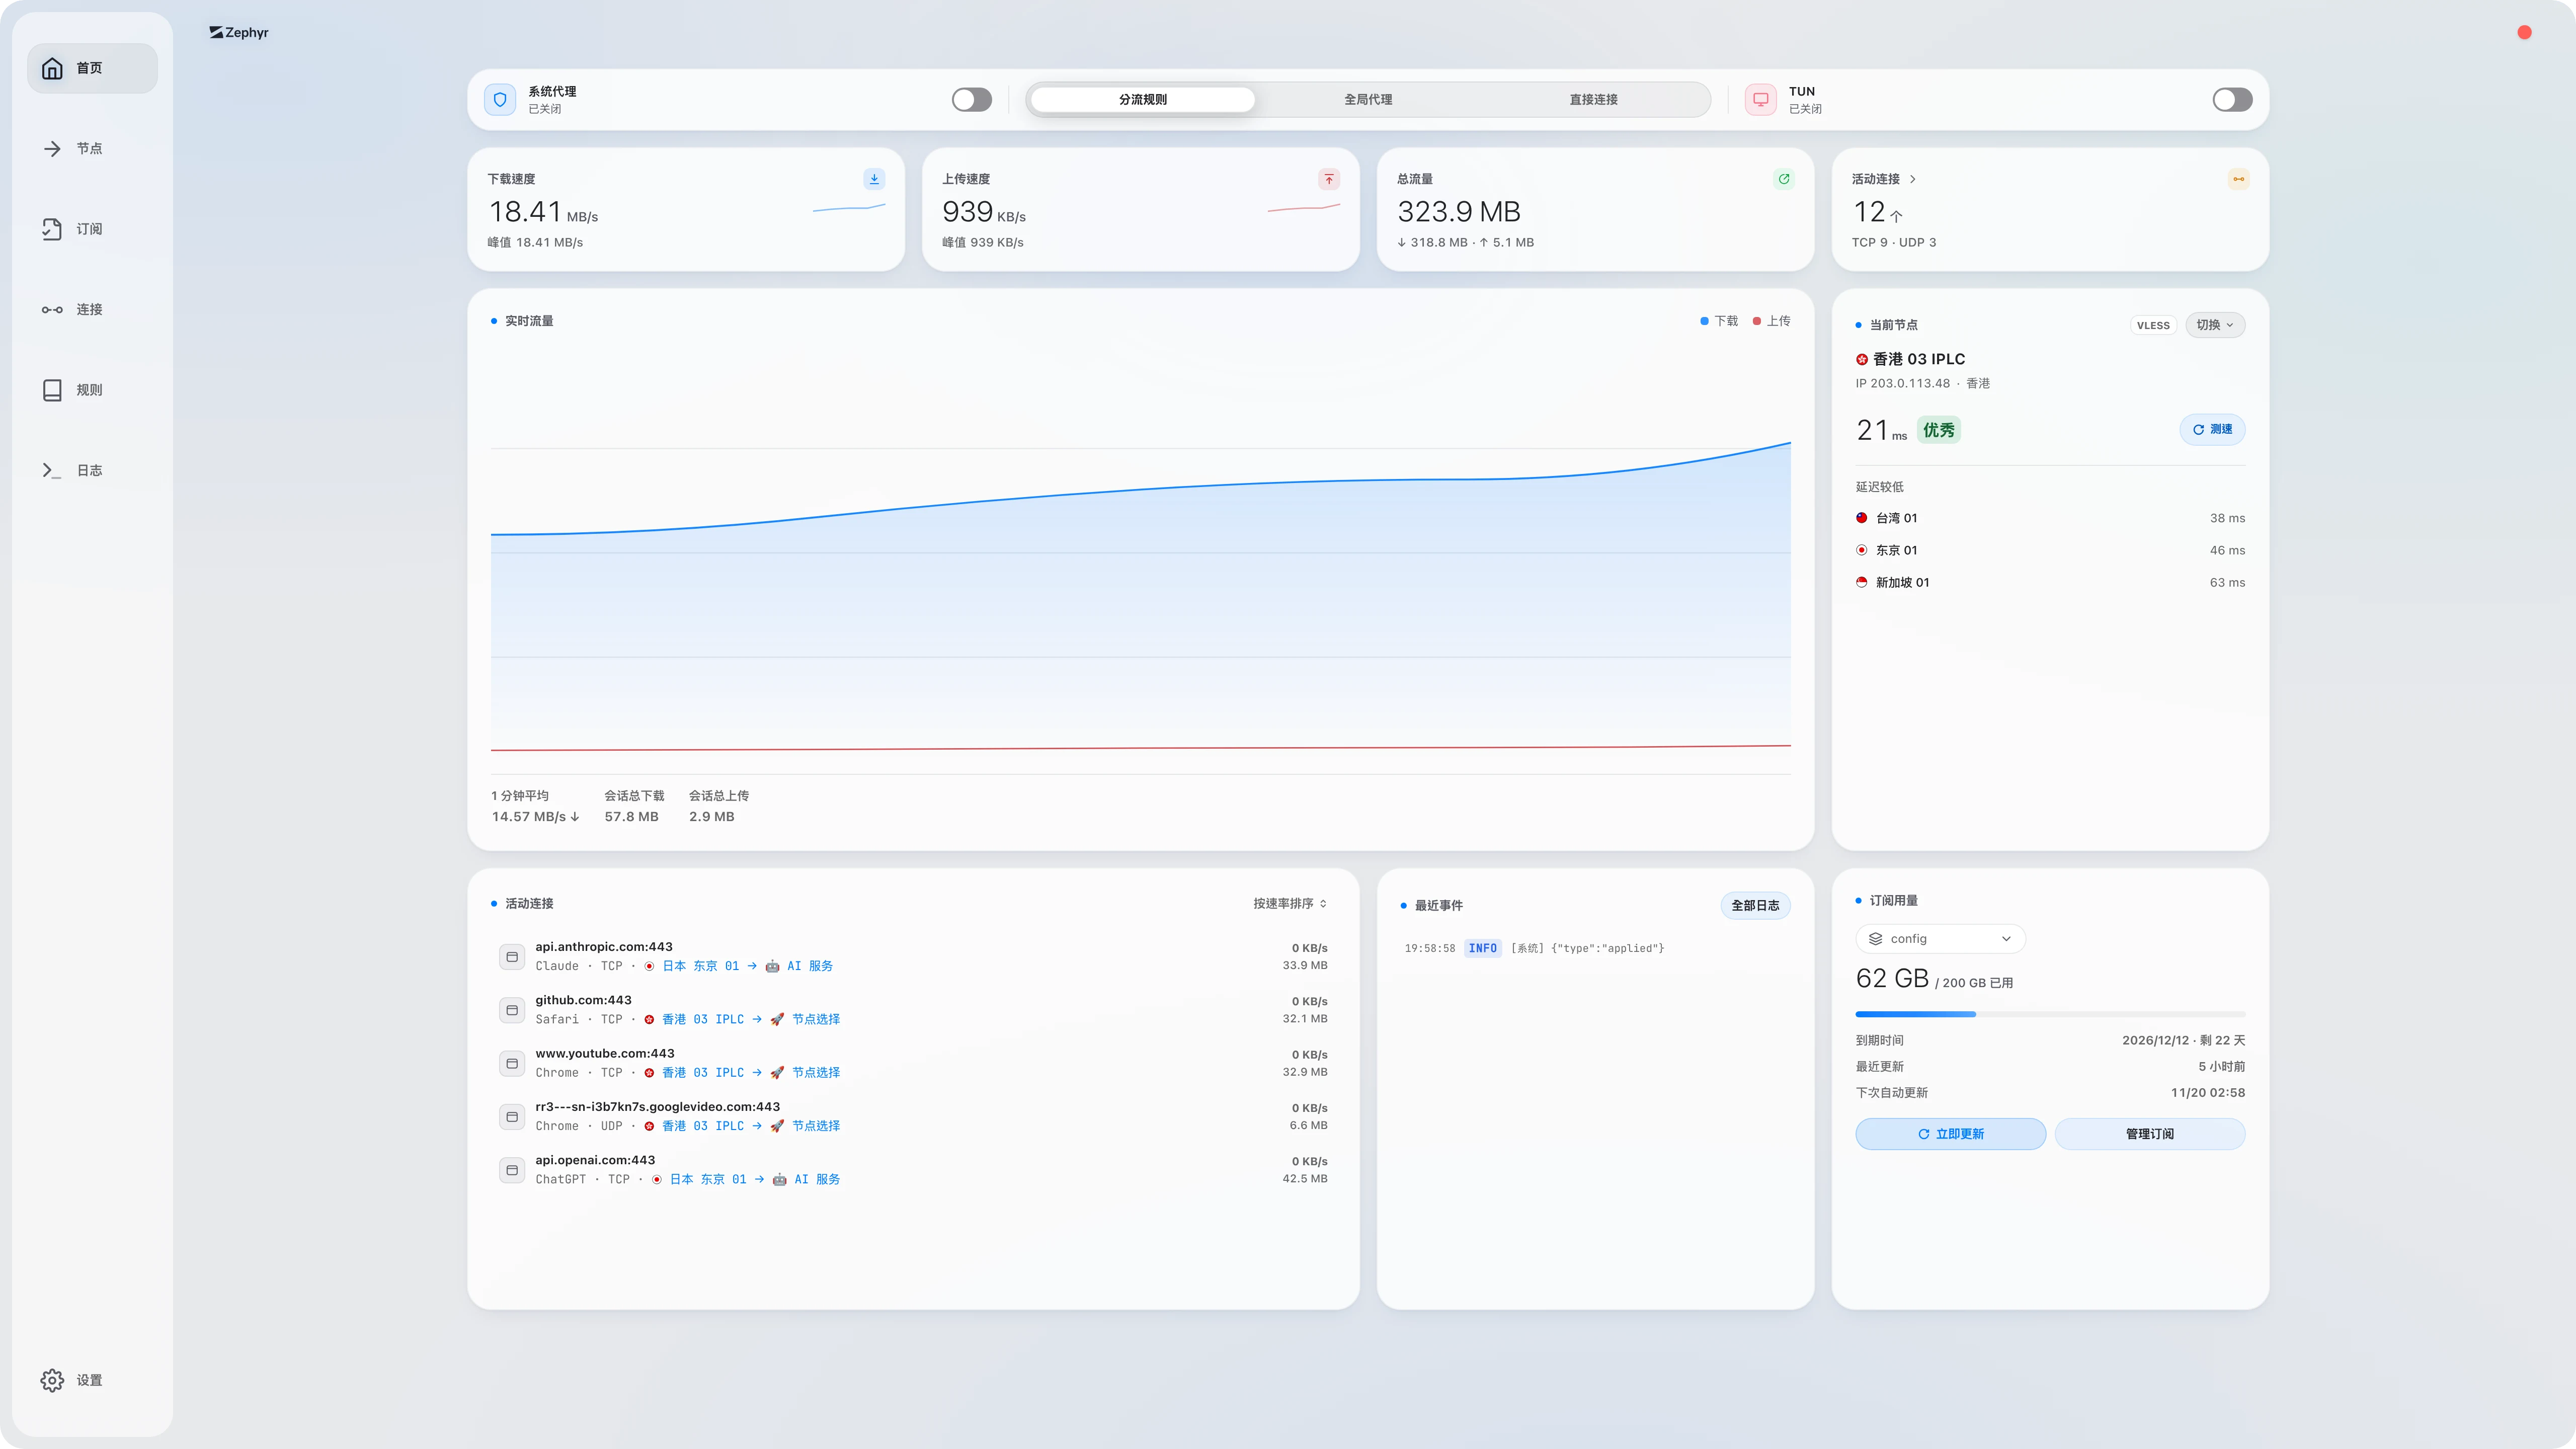 Zephyr
首页
节点
订阅
连接
规则
日志
设置
系统代理
已关闭
分流规则
全局代理
直接连接
TUN
已关闭
下载速度
18.41 MB/s
峰值 18.41 MB/s
上传速度
939 KB/s
峰值 939 KB/s
总流量
323.9 MB
↓ 318.8 MB · ↑ 5.1 MB
活动连接
12 个
TCP 9 · UDP 3
实时流量
下载 上传
1 分钟平均
14.57 MB/s ↓
会话总下载
57.8 MB
会话总上传
2.9 MB
当前节点
VLESS
切换
香港 03 IPLC
IP 203.0.113.48 · 香港
21 ms 优秀
测速
延迟较低
台湾 01 38 ms
东京 01 46 ms
新加坡 01 63 ms
活动连接
按速率排序
api.anthropic.com:443 0 KB/s
Claude · TCP · 日本 东京 01 → 🤖 AI 服务 33.9 MB
github.com:443 0 KB/s
Safari · TCP · 香港 03 IPLC → 🚀 节点选择 32.1 MB
www.youtube.com:443 0 KB/s
Chrome · TCP · 香港 03 IPLC → 🚀 节点选择 32.9 MB
rr3---sn-i3b7kn7s.googlevideo.com:443 0 KB/s
Chrome · UDP · 香港 03 IPLC → 🚀 节点选择 6.6 MB
api.openai.com:443 0 KB/s
ChatGPT · TCP · 日本 东京 01 → 🤖 AI 服务 42.5 MB
最近事件
全部日志
19:58:58 INFO [系统] {"type":"applied"}
订阅用量
config
62 GB / 200 GB 已用
到期时间 2026/12/12 · 剩 22 天
最近更新 5 小时前
下次自动更新 11/20 02:58
立即更新
管理订阅